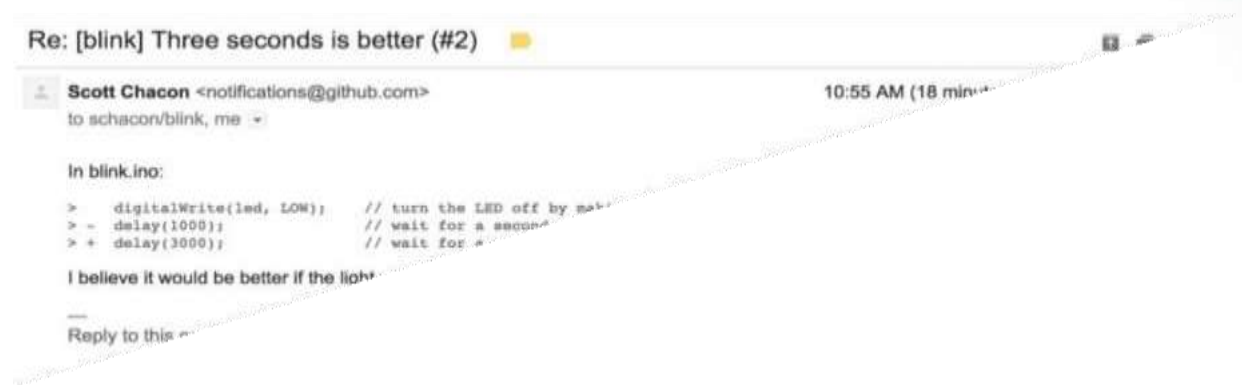 Re: [blink] Three seconds is better (#2)
Scott Chacon <notifications@github.com>
10:55 AM (18
to schacon/blink, me
In blink.ino:
>     digitalWrite(led, LOW);    // turn the LED off by
> -   delay(1000);               // wait for a second
> +   delay(3000);               // wait for a
I believe it would be better if the light
—
Reply to this